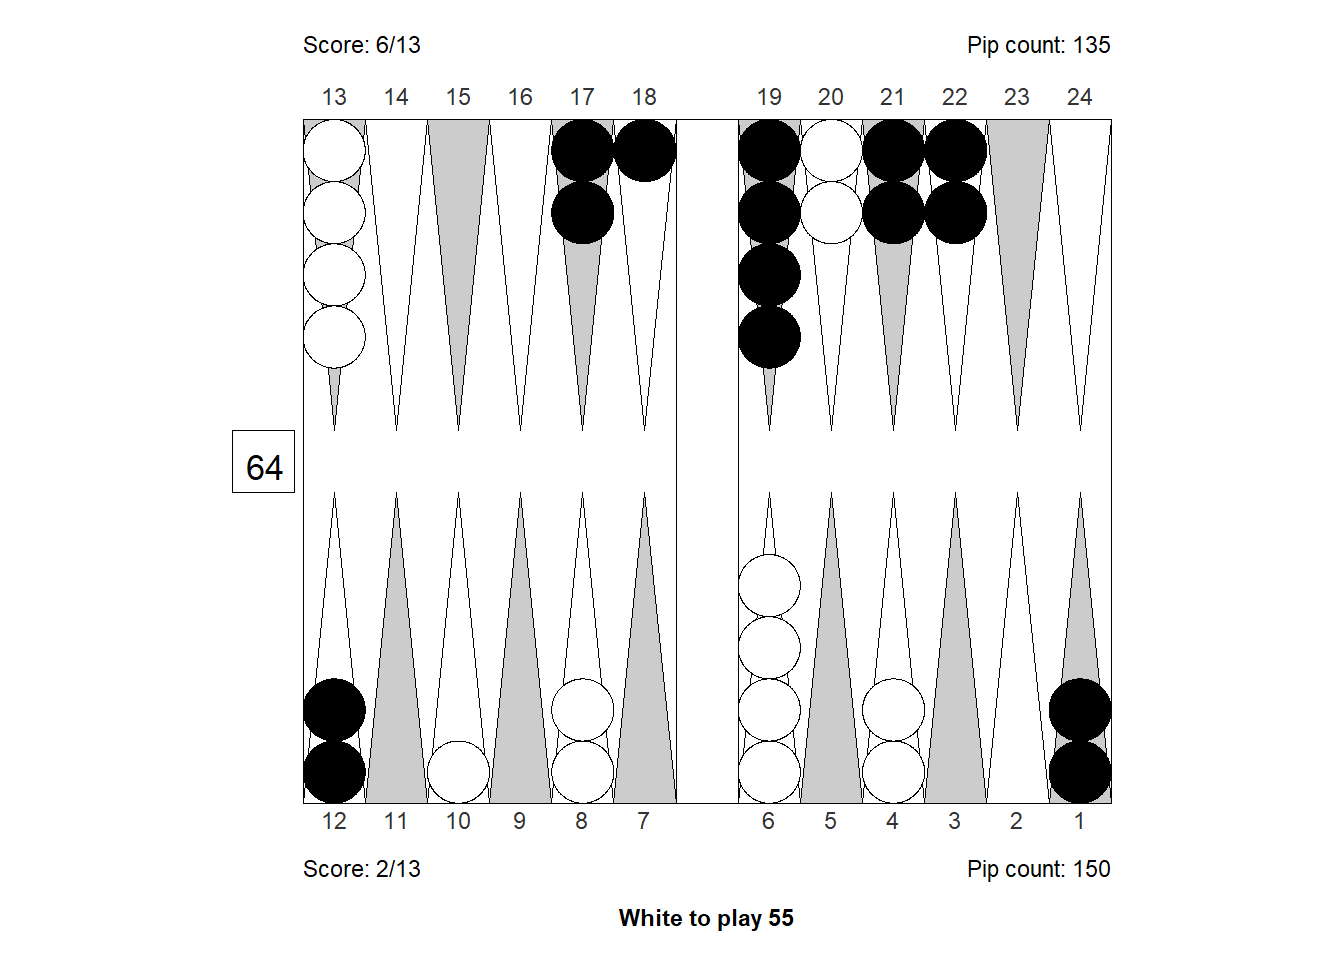 Score: 6/13 Pip count: 135
13 14 15 16 17 18 19 20 21 22 23 24
64
12 11 10 9 8 7 6 5 4 3 2 1
Score: 2/13 Pip count: 150
White to play 55